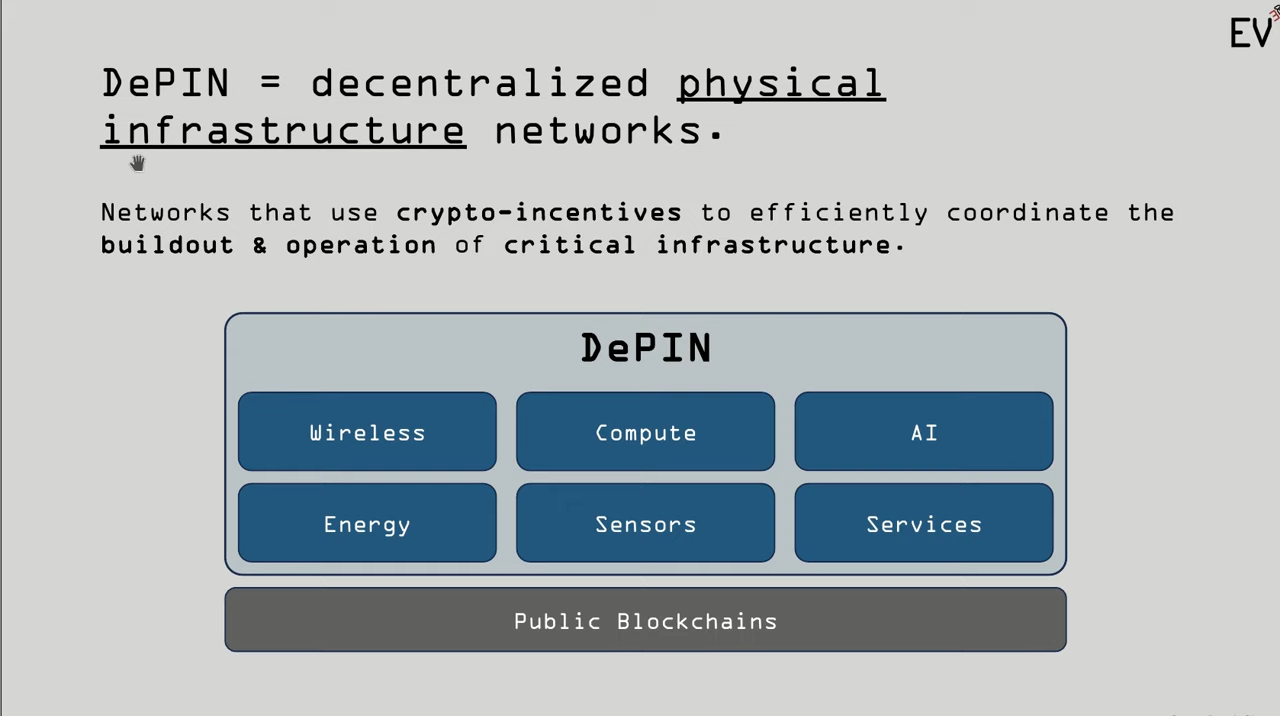 EV3
DePIN = decentralized physical
infrastructure networks.
Networks that use crypto-incentives to efficiently coordinate the
buildout & operation of critical infrastructure.
DePIN
Wireless
Compute
AI
Energy
Sensors
Services
Public Blockchains